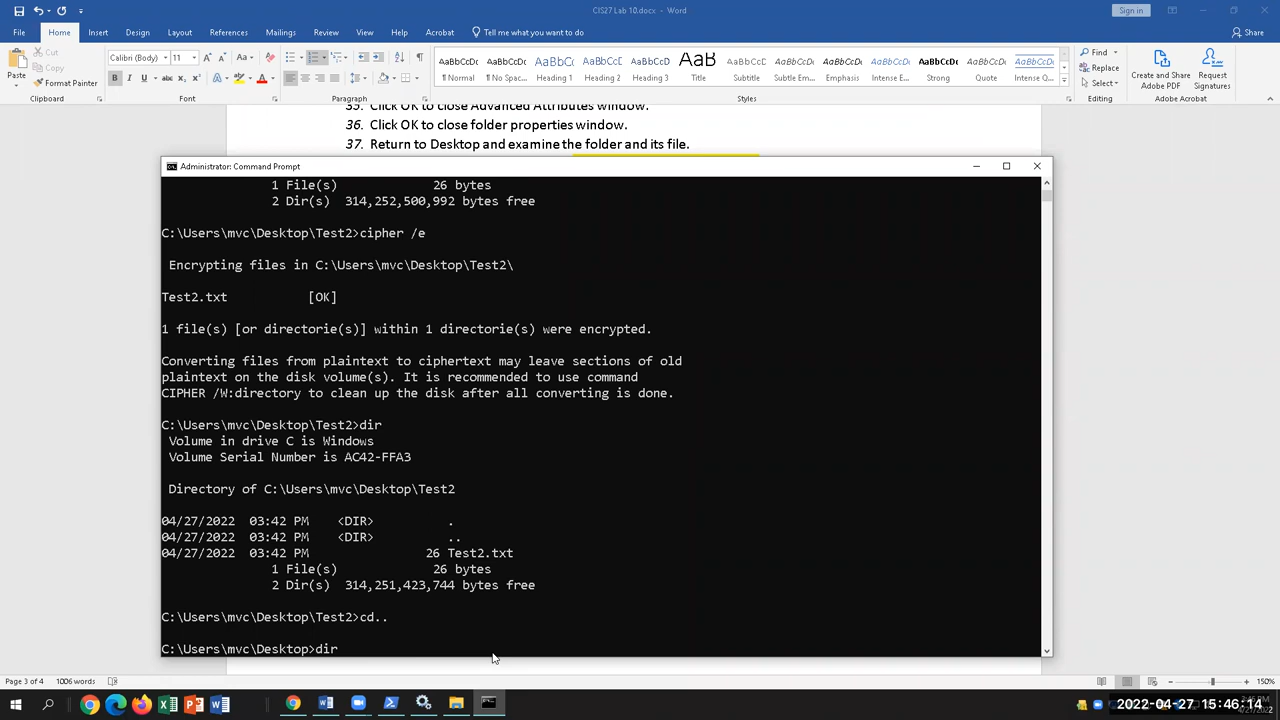 CIS27 Lab 10.docx - Word
Sign in
File Home Insert Design Layout References Mailings Review View Help Acrobat Tell me what you want to do Share
Paste
Cut
Copy
Format Painter
Clipboard
Calibri (Body) 11
B I U
Font
Paragraph
AaBbCcDc AaBbCcDc AaBbCc AaBbCcC AaBbCcD AaB AaBbCcD AaBbCcDc AaBbCcDc AaBbCcDc AaBbCcDc AaBbCcDc AaBbCcDc
¶ Normal ¶ No Spac... Heading 1 Heading 2 Heading 3 Title Subtitle Subtle Em... Emphasis Intense E... Strong Quote Intense Q...
Styles
Find
Replace
Select
Editing
Create and Share
Adobe PDF
Request
Signatures
Adobe Acrobat
35. Click OK to close Advanced Attributes window.
36. Click OK to close folder properties window.
37. Return to Desktop and examine the folder and its file.
Administrator: Command Prompt
1 File(s) 26 bytes
2 Dir(s) 314,252,500,992 bytes free
C:\Users\mvc\Desktop\Test2>cipher /e
Encrypting files in C:\Users\mvc\Desktop\Test2\
Test2.txt [OK]
1 file(s) [or directorie(s)] within 1 directorie(s) were encrypted.
Converting files from plaintext to ciphertext may leave sections of old
plaintext on the disk volume(s). It is recommended to use command
CIPHER /W:directory to clean up the disk after all converting is done.
C:\Users\mvc\Desktop\Test2>dir
Volume in drive C is Windows
Volume Serial Number is AC42-FFA3
Directory of C:\Users\mvc\Desktop\Test2
04/27/2022 03:42 PM <DIR> .
04/27/2022 03:42 PM <DIR> ..
04/27/2022 03:42 PM 26 Test2.txt
1 File(s) 26 bytes
2 Dir(s) 314,251,423,744 bytes free
C:\Users\mvc\Desktop\Test2>cd..
C:\Users\mvc\Desktop>dir
Page 3 of 4 1006 words
150%
2022-04-27, 15:46:14